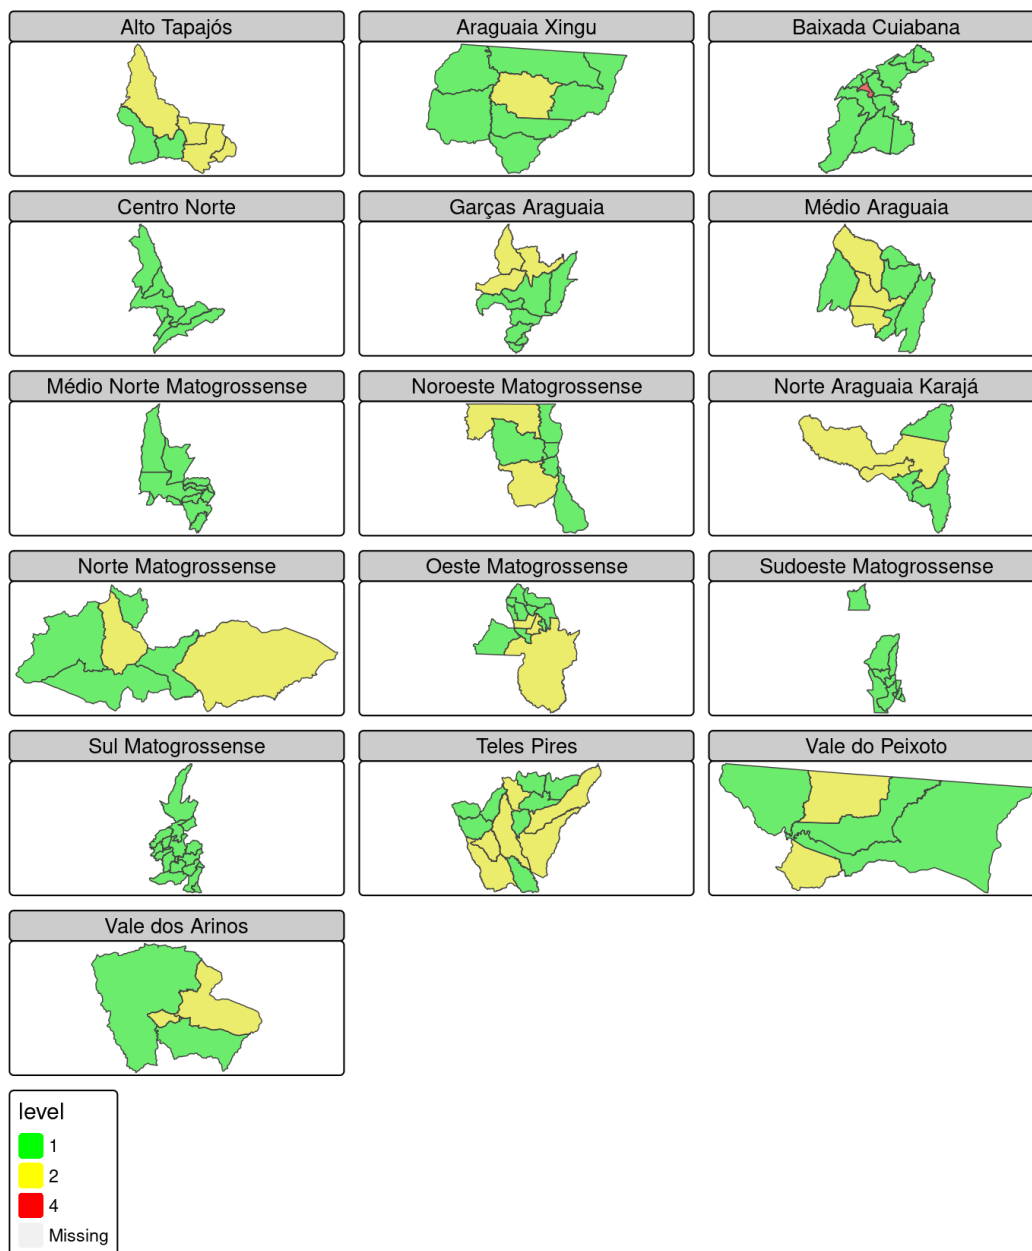 Alto Tapajós
Araguaia Xingu
Baixada Cuiabana
Centro Norte
Garças Araguaia
Médio Araguaia
Médio Norte Matogrossense
Noroeste Matogrossense
Norte Araguaia Karajá
Norte Matogrossense
Oeste Matogrossense
Sudoeste Matogrossense
Sul Matogrossense
Teles Pires
Vale do Peixoto
Vale dos Arinos
level
1
2
4
Missing